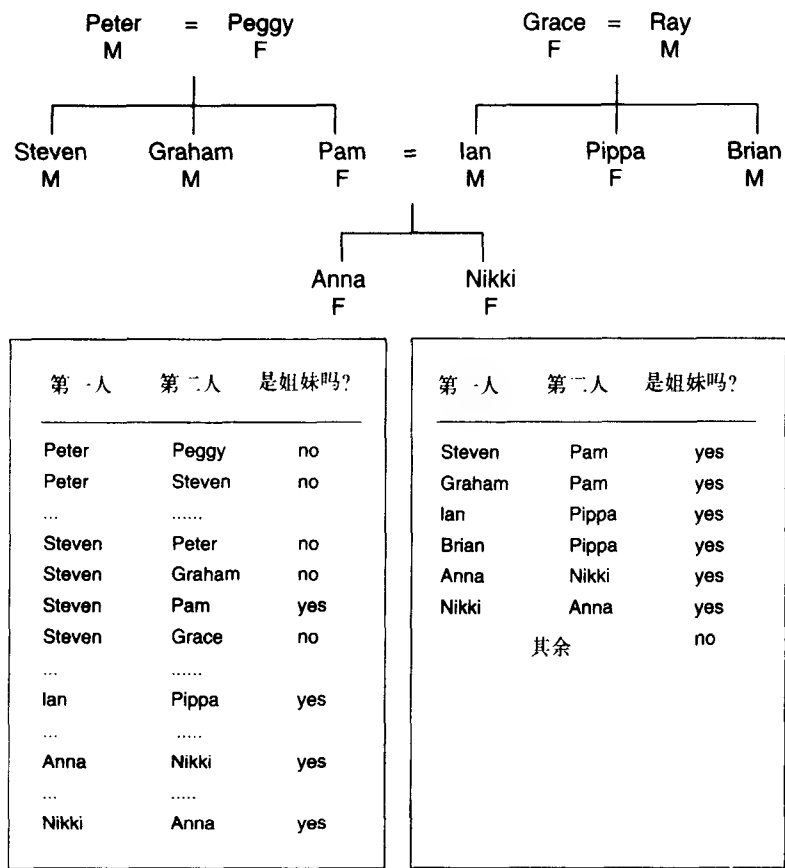 Peter = Peggy Grace = Ray
M F F M
Steven Graham Pam = Ian Pippa Brian
M M F M F M
Anna Nikki
F F
第一人 第二人 是姐妹吗?
Peter Peggy no
Peter Steven no
... ......
Steven Peter no
Steven Graham no
Steven Pam yes
Steven Grace no
... ......
Ian Pippa yes
... .....
Anna Nikki yes
... .....
Nikki Anna yes
第一人 第二人 是姐妹吗?
Steven Pam yes
Graham Pam yes
Ian Pippa yes
Brian Pippa yes
Anna Nikki yes
Nikki Anna yes
其余 no